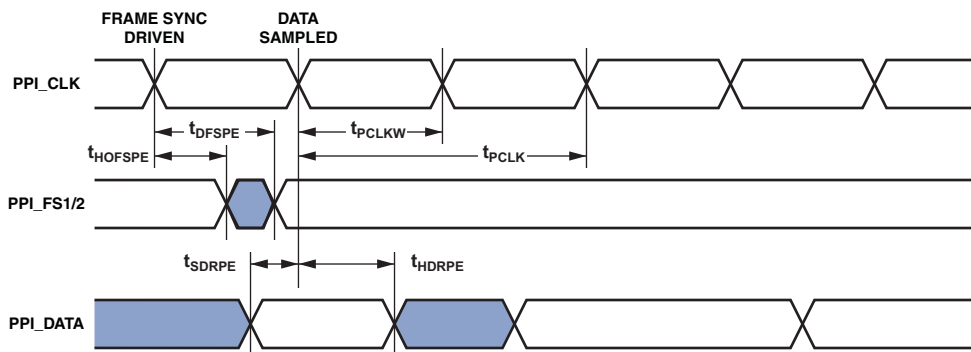 FRAME SYNC
DRIVEN
DATA
SAMPLED
PPI_CLK
tDFSPE
tPCLKW
tHOFSPE
tPCLK
PPI_FS1/2
tSDRPE
tHDRPE
PPI_DATA